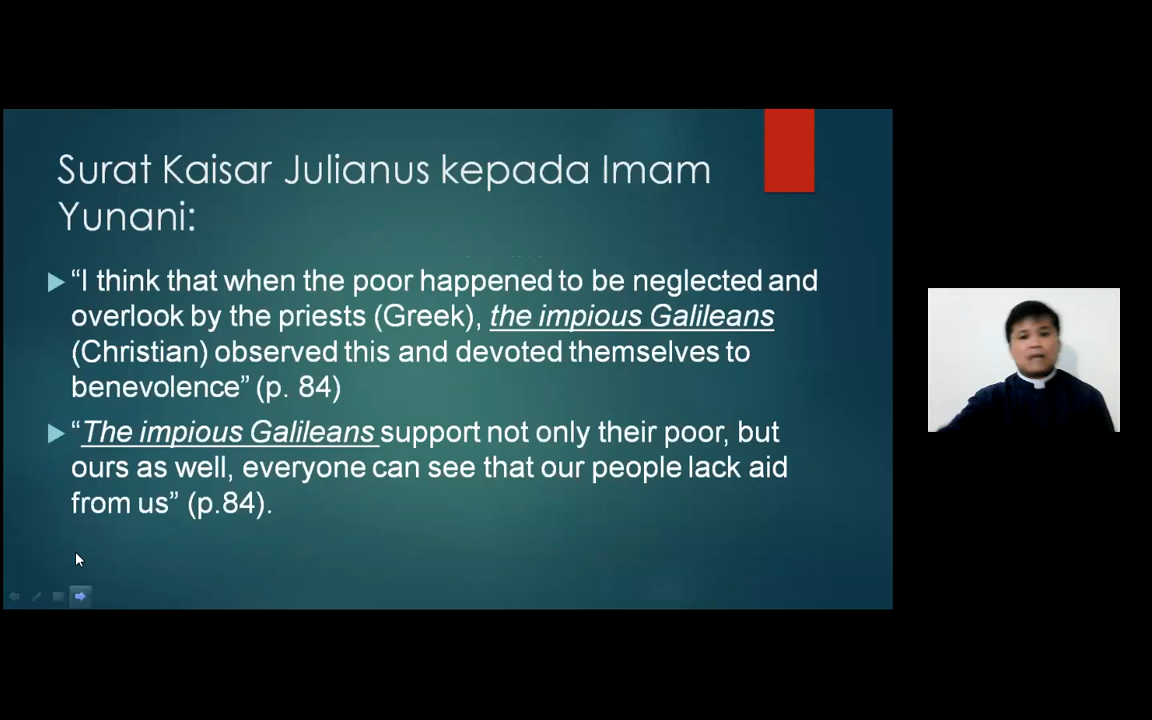 Surat Kaisar Julianus kepada Imam
Yunani:
“I think that when the poor happened to be neglected and
overlook by the priests (Greek), the impious Galileans
(Christian) observed this and devoted themselves to
benevolence” (p. 84)
“The impious Galileans support not only their poor, but
ours as well, everyone can see that our people lack aid
from us” (p.84).